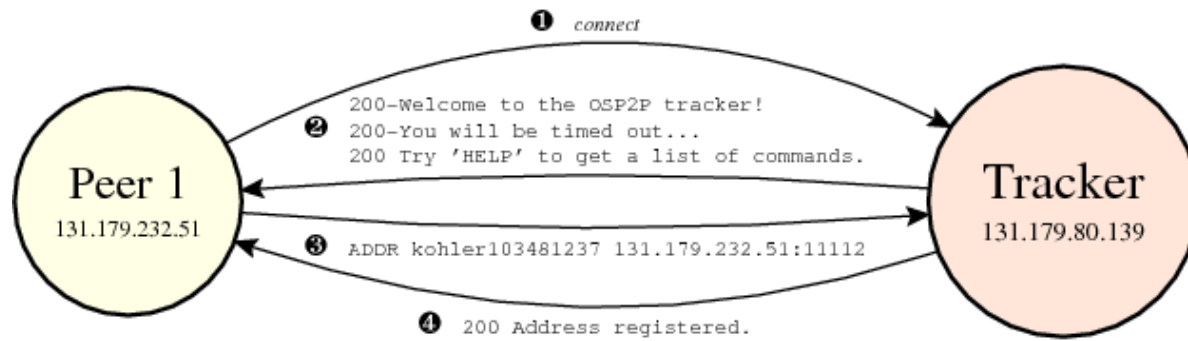 ❶ connect
200-Welcome to the OSP2P tracker!
❷ 200-You will be timed out...
200 Try 'HELP' to get a list of commands.
Peer 1
131.179.232.51
Tracker
131.179.80.139
❸ ADDR kohler103481237 131.179.232.51:11112
❹ 200 Address registered.